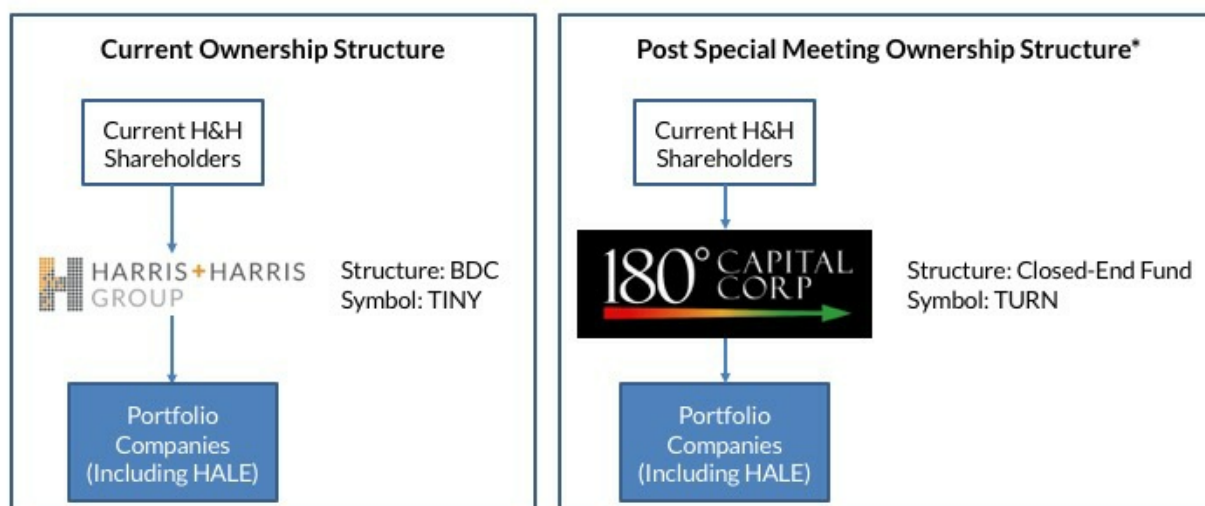 Current Ownership Structure
Current H&H
Shareholders
HARRIS+HARRIS
GROUP
Structure: BDC
Symbol: TINY
Portfolio
Companies
(Including HALE)
Post Special Meeting Ownership Structure*
Current H&H
Shareholders
180° CAPITAL
CORP
Structure: Closed-End Fund
Symbol: TURN
Portfolio
Companies
(Including HALE)